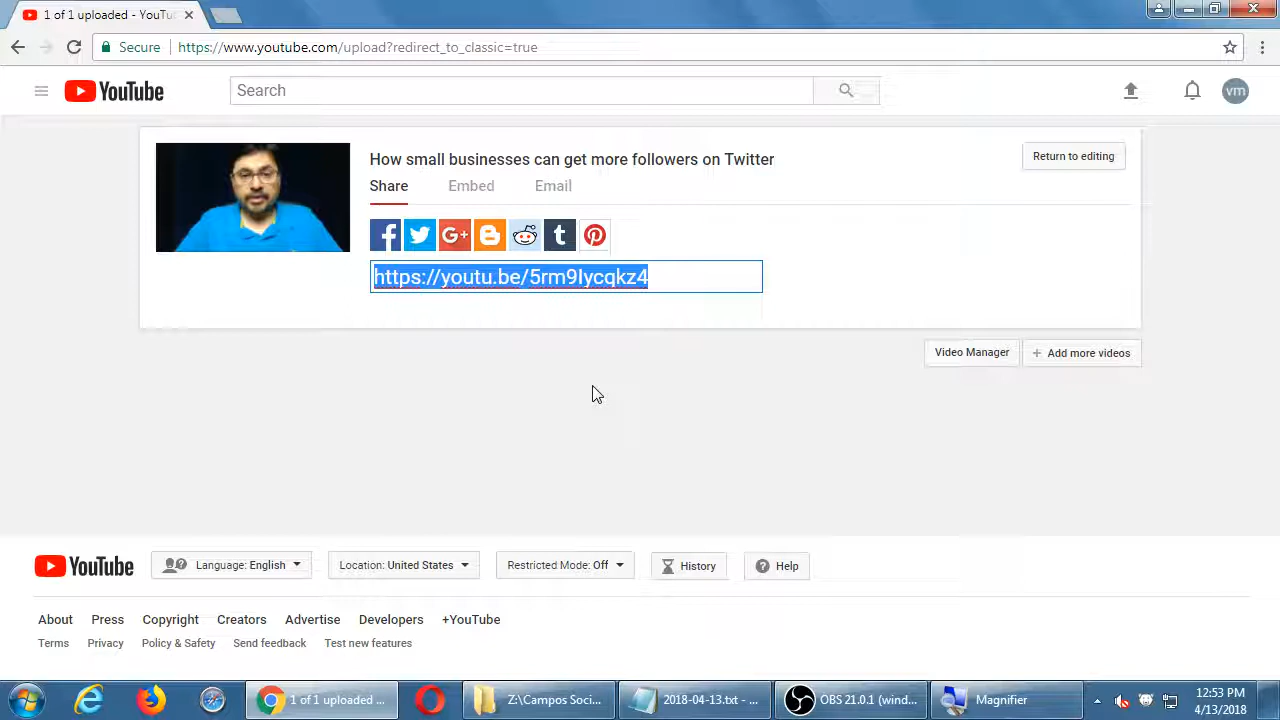 1 of 1 uploaded - YouTu
Secure
https://www.youtube.com/upload?redirect_to_classic=true
YouTube
Search
vm
How small businesses can get more followers on Twitter
Return to editing
Share
Embed
Email
https://youtu.be/5rm9Iycqkz4
Video Manager
+ Add more videos
YouTube
Language: English
Location: United States
Restricted Mode: Off
History
Help
About
Press
Copyright
Creators
Advertise
Developers
+YouTube
Terms
Privacy
Policy & Safety
Send feedback
Test new features
1 of 1 uploaded ...
Z:\Campos Soci...
2018-04-13.txt - ...
OBS 21.0.1 (wind...
Magnifier
12:53 PM
4/13/2018